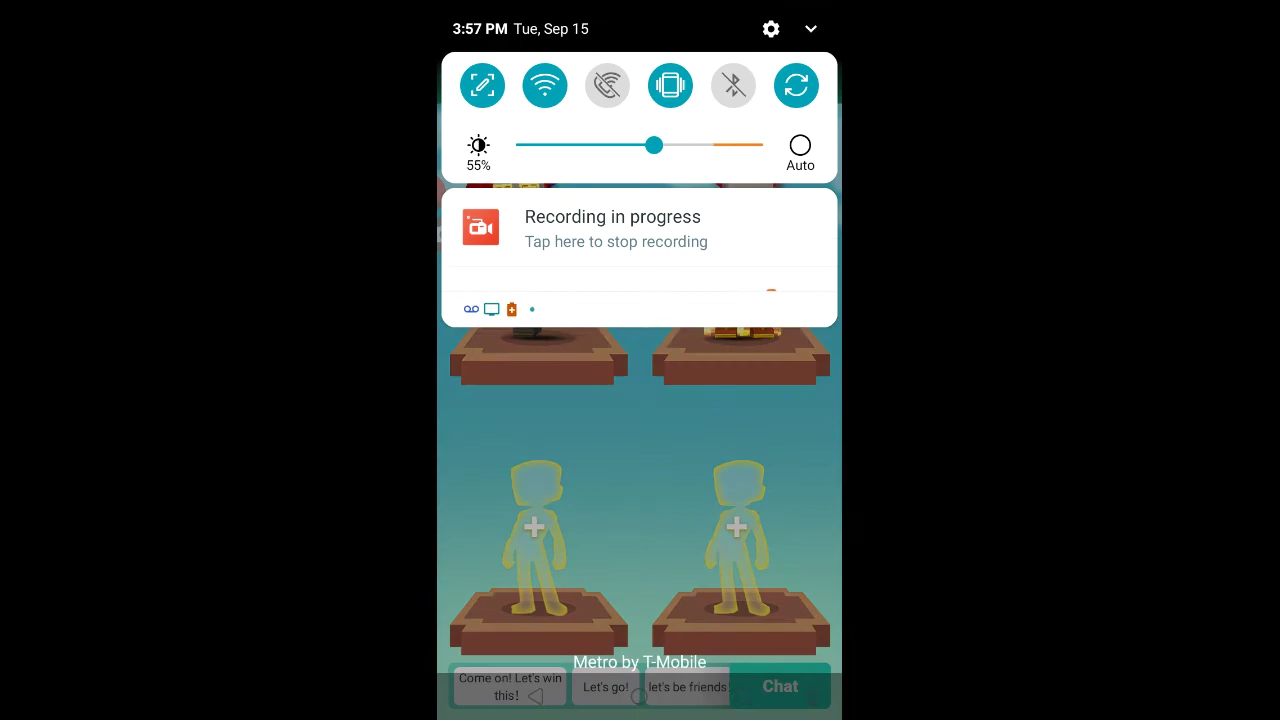 3:57 PM Tue, Sep 15
55%
Auto
Recording in progress
Tap here to stop recording
Metro by T-Mobile
Come on! Let's win
this!
Let's go!
let's be friends
Chat